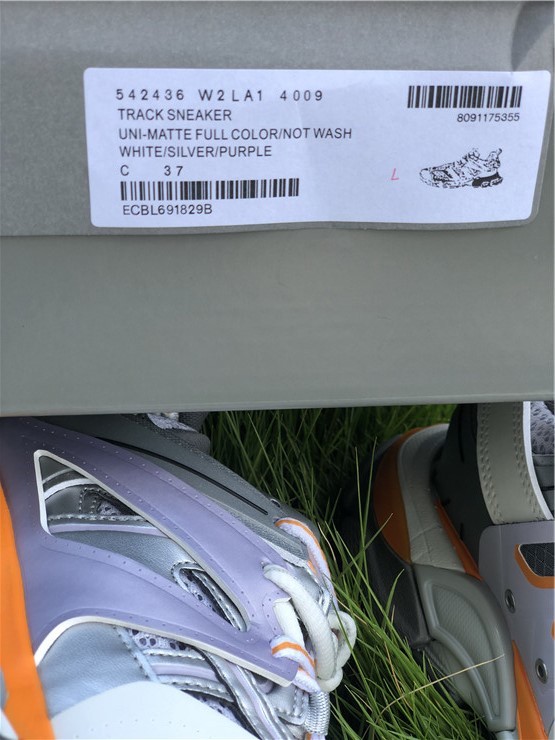 542436 W2LA1 4009
8091175355
TRACK SNEAKER
UNI-MATTE FULL COLOR/NOT WASH
WHITE/SILVER/PURPLE
C 37
L
ECBL691829B